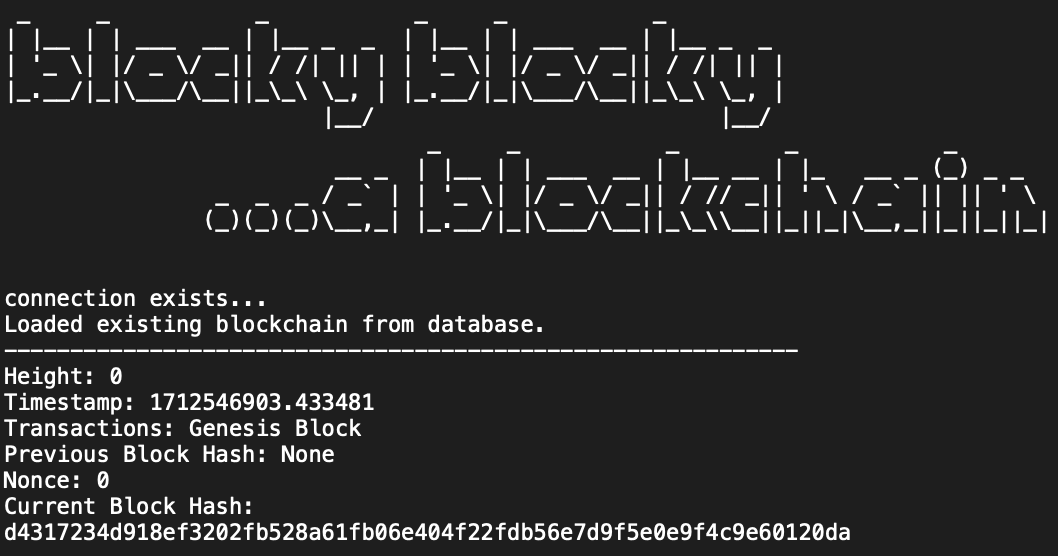 blocky blocky
...a blockchain
connection exists...
Loaded existing blockchain from database.
------------------------------------------------------------
Height: 0
Timestamp: 1712546903.433481
Transactions: Genesis Block
Previous Block Hash: None
Nonce: 0
Current Block Hash:
d4317234d918ef3202fb528a61fb06e404f22fdb56e7d9f5e0e9f4c9e60120da